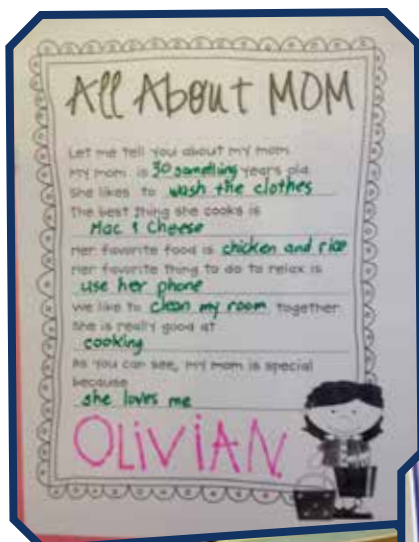 All About MOM
Let me tell you about my mom
My mom is 30 something years old
She likes to wash the clothes
The best thing she cooks is
Mac & Cheese
Her favorite food is chicken and rice
Her favorite thing to do to relax is
use her phone
We like to clean my room together
She is really good at
cooking
As you can see, my mom is special
because
she loves me
OLiViAN